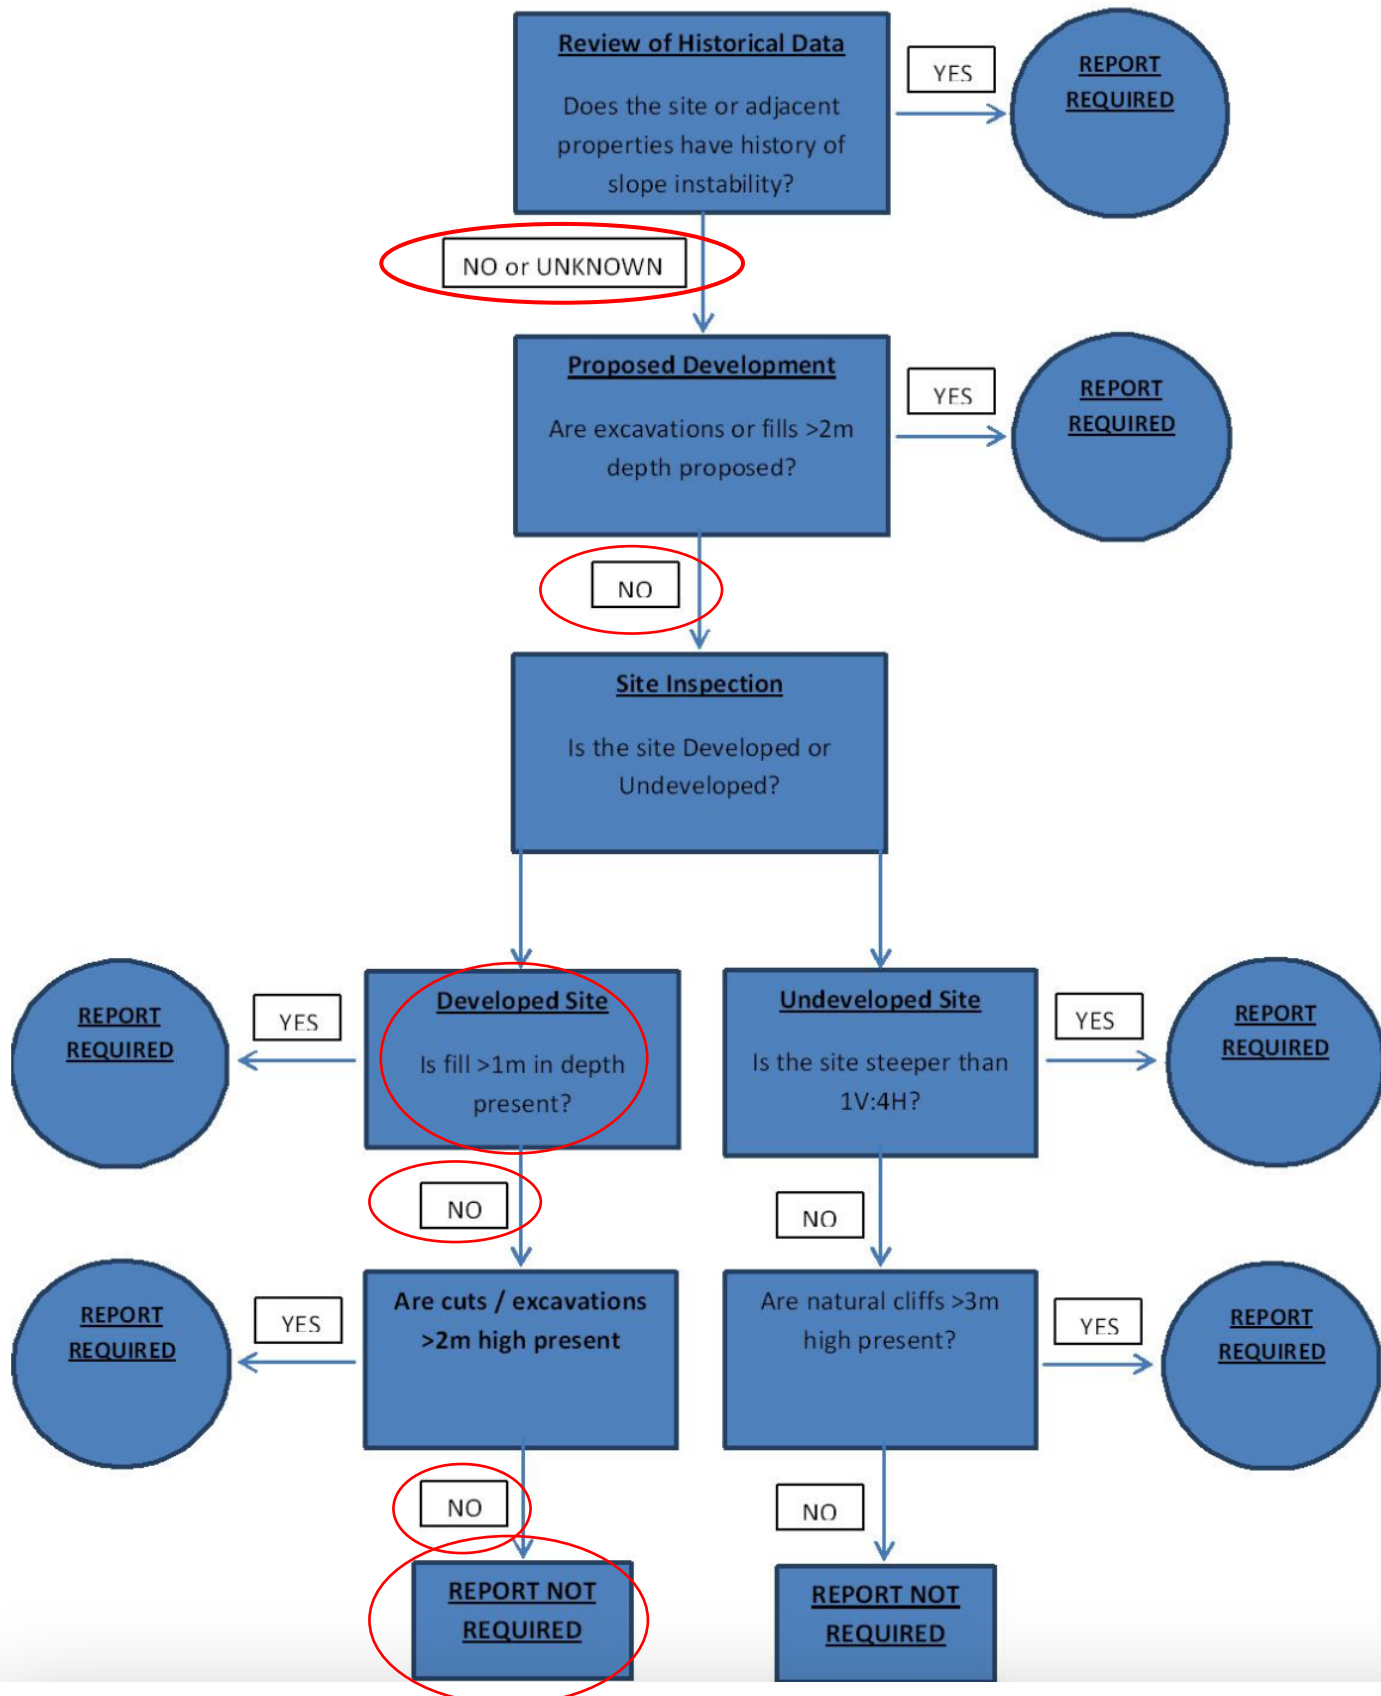 Review of Historical Data
Does the site or adjacent
properties have history of
slope instability?
YES
REPORT
REQUIRED
NO or UNKNOWN
Proposed Development
Are excavations or fills >2m
depth proposed?
YES
REPORT
REQUIRED
NO
Site Inspection
Is the site Developed or
Undeveloped?
REPORT
REQUIRED
YES
Developed Site
Is fill >1m in depth
present?
Undeveloped Site
Is the site steeper than
1V:4H?
YES
REPORT
REQUIRED
NO
NO
REPORT
REQUIRED
YES
Are cuts / excavations
>2m high present
Are natural cliffs >3m
high present?
YES
REPORT
REQUIRED
NO
NO
REPORT NOT
REQUIRED
REPORT NOT
REQUIRED